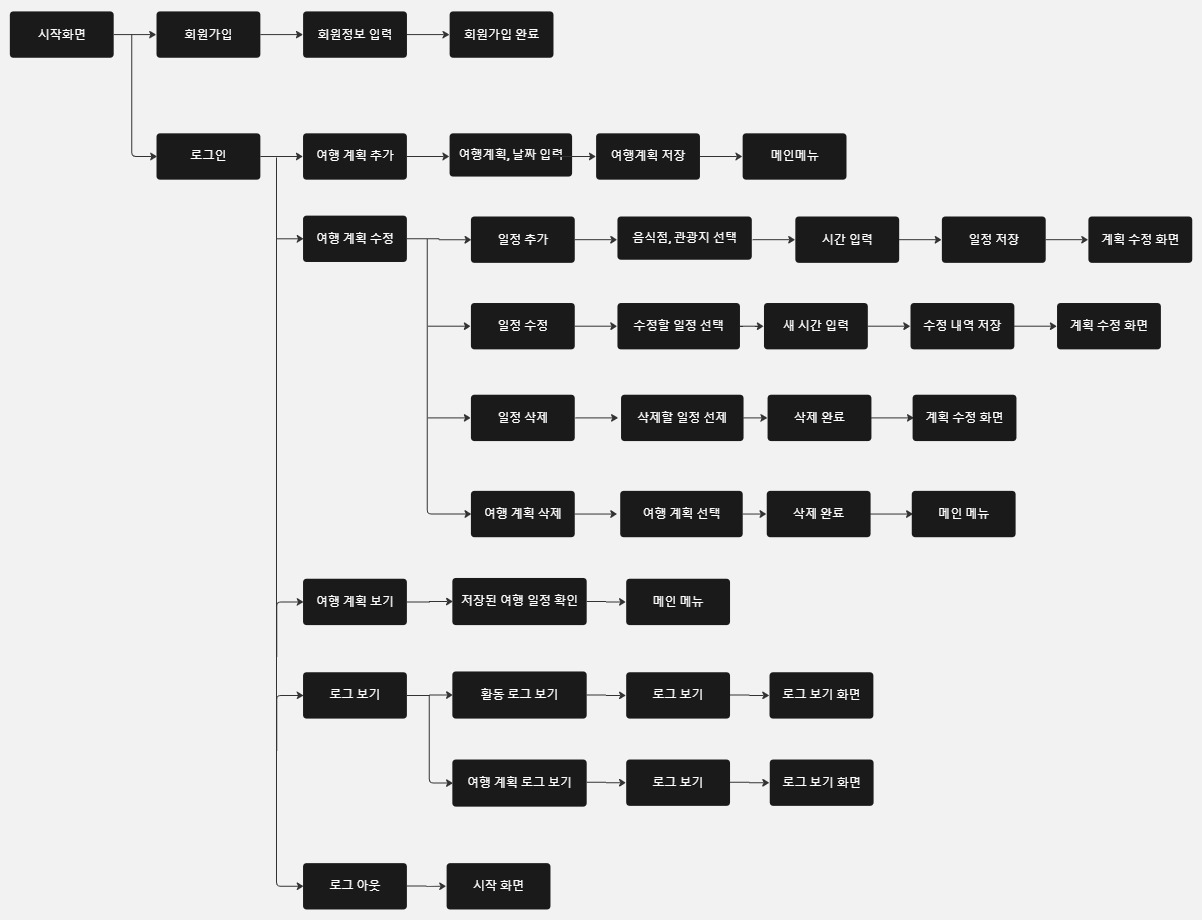 시작화면
회원가입
회원정보 입력
회원가입 완료
로그인
여행 계획 추가
여행계획, 날짜 입력
여행계획 저장
메인메뉴
여행 계획 수정
일정 추가
음식점, 관광지 선택
시간 입력
일정 저장
계획 수정 화면
일정 수정
수정할 일정 선택
새 시간 입력
수정 내역 저장
계획 수정 화면
일정 삭제
삭제할 일정 선제
삭제 완료
계획 수정 화면
여행 계획 삭제
여행 계획 선택
삭제 완료
메인 메뉴
여행 계획 보기
저장된 여행 일정 확인
메인 메뉴
로그 보기
활동 로그 보기
로그 보기
로그 보기 화면
여행 계획 로그 보기
로그 보기
로그 보기 화면
로그 아웃
시작 화면